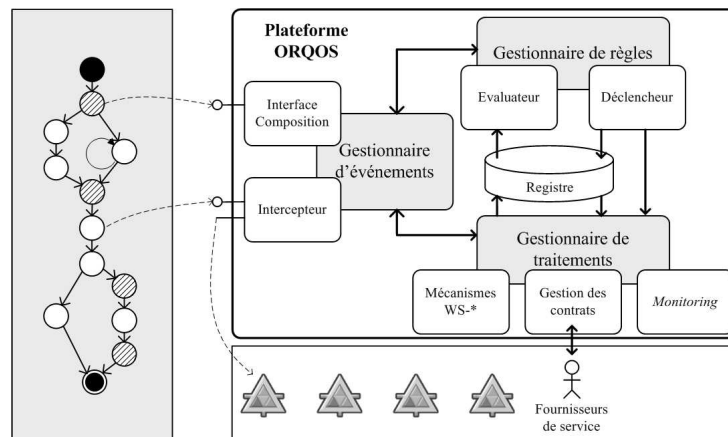 Plateforme
ORQOS
Gestionnaire de règles
Evaluateur
Déclencheur
Interface
Composition
Gestionnaire
d'événements
Intercepteur
Registre
Gestionnaire de
traitements
Mécanismes
WS-*
Gestion des
contrats
Monitoring
Fournisseurs
de service